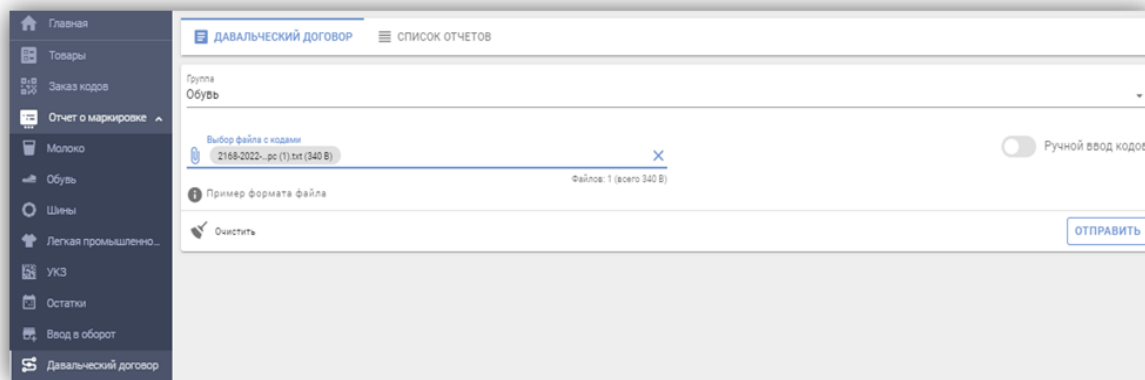 Главная
Товары
Заказ кодов
Отчет о маркировке
Молоко
Обувь
Шины
Легкая промышленно...
УКЗ
Остатки
Ввод в оборот
Давальческий договор
ДАВАЛЬЧЕСКИЙ ДОГОВОР
СПИСОК ОТЧЕТОВ
Группа
Обувь
Выбор файла с кодами
2168-2022-...pc (1).txt (340 B)
Файлов: 1 (всего 340 B)
Ручной ввод кодов
Пример формата файла
Очистить
ОТПРАВИТЬ